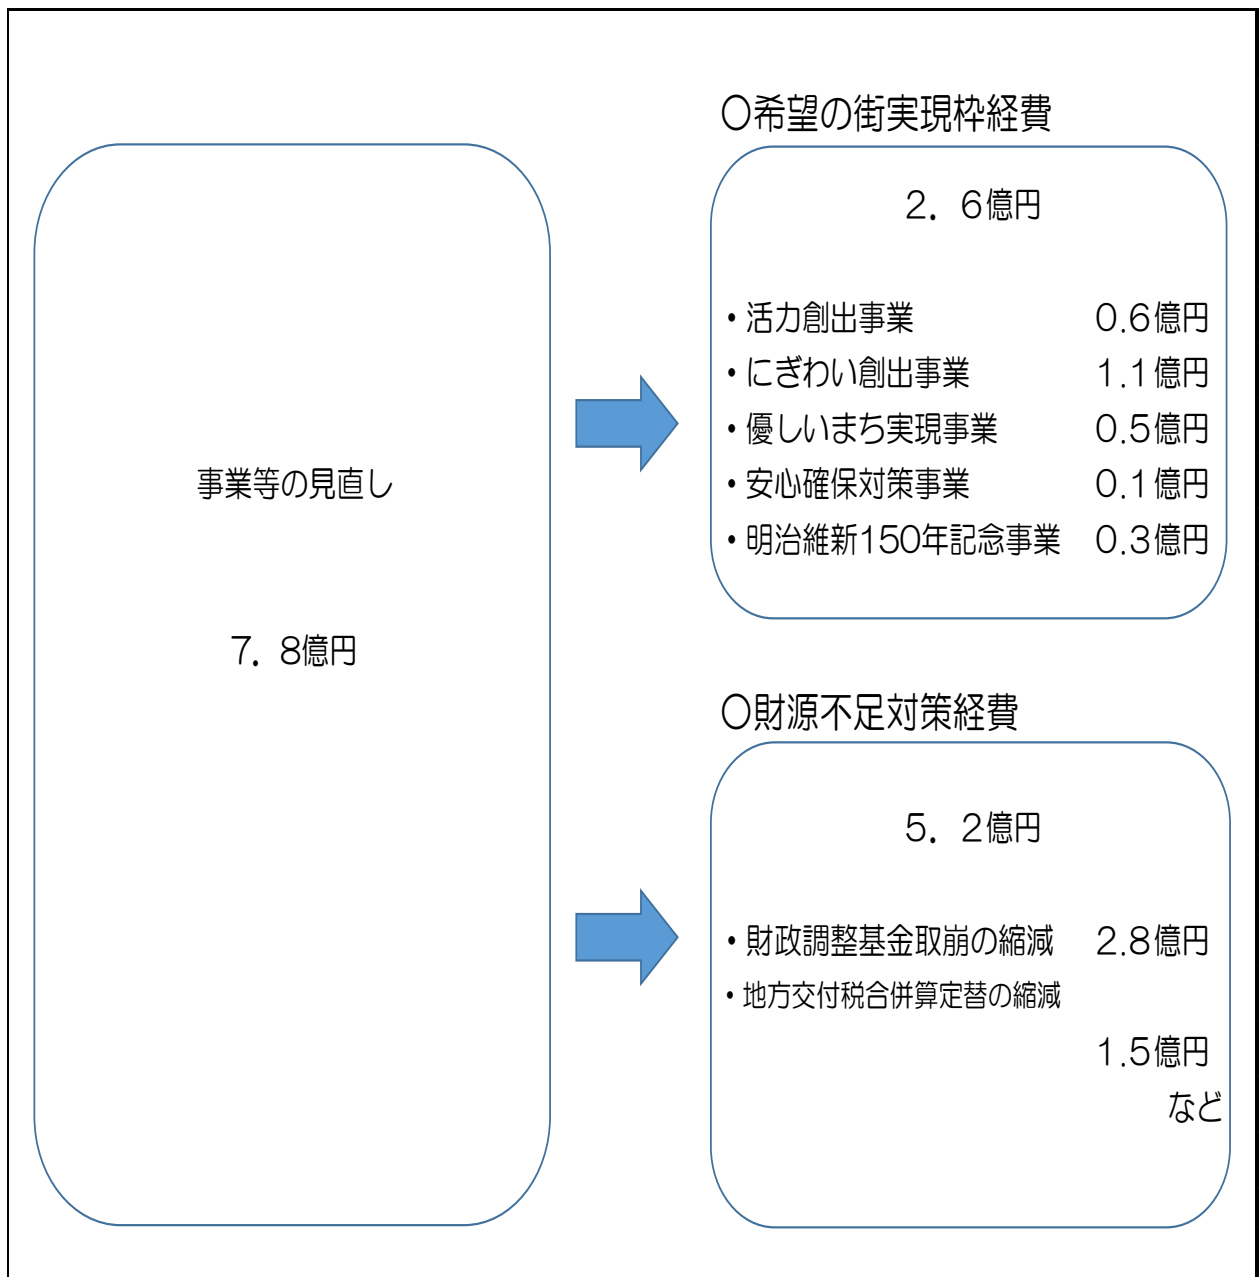 事業等の見直し
7．8億円
〇希望の街実現枠経費
2．6億円
・活力創出事業 0.6億円
・にぎわい創出事業 1.1億円
・優しいまち実現事業 0.5億円
・安心確保対策事業 0.1億円
・明治維新150年記念事業 0.3億円
〇財源不足対策経費
5．2億円
・財政調整基金取崩の縮減 2.8億円
・地方交付税合併算定替の縮減
1.5億円
など